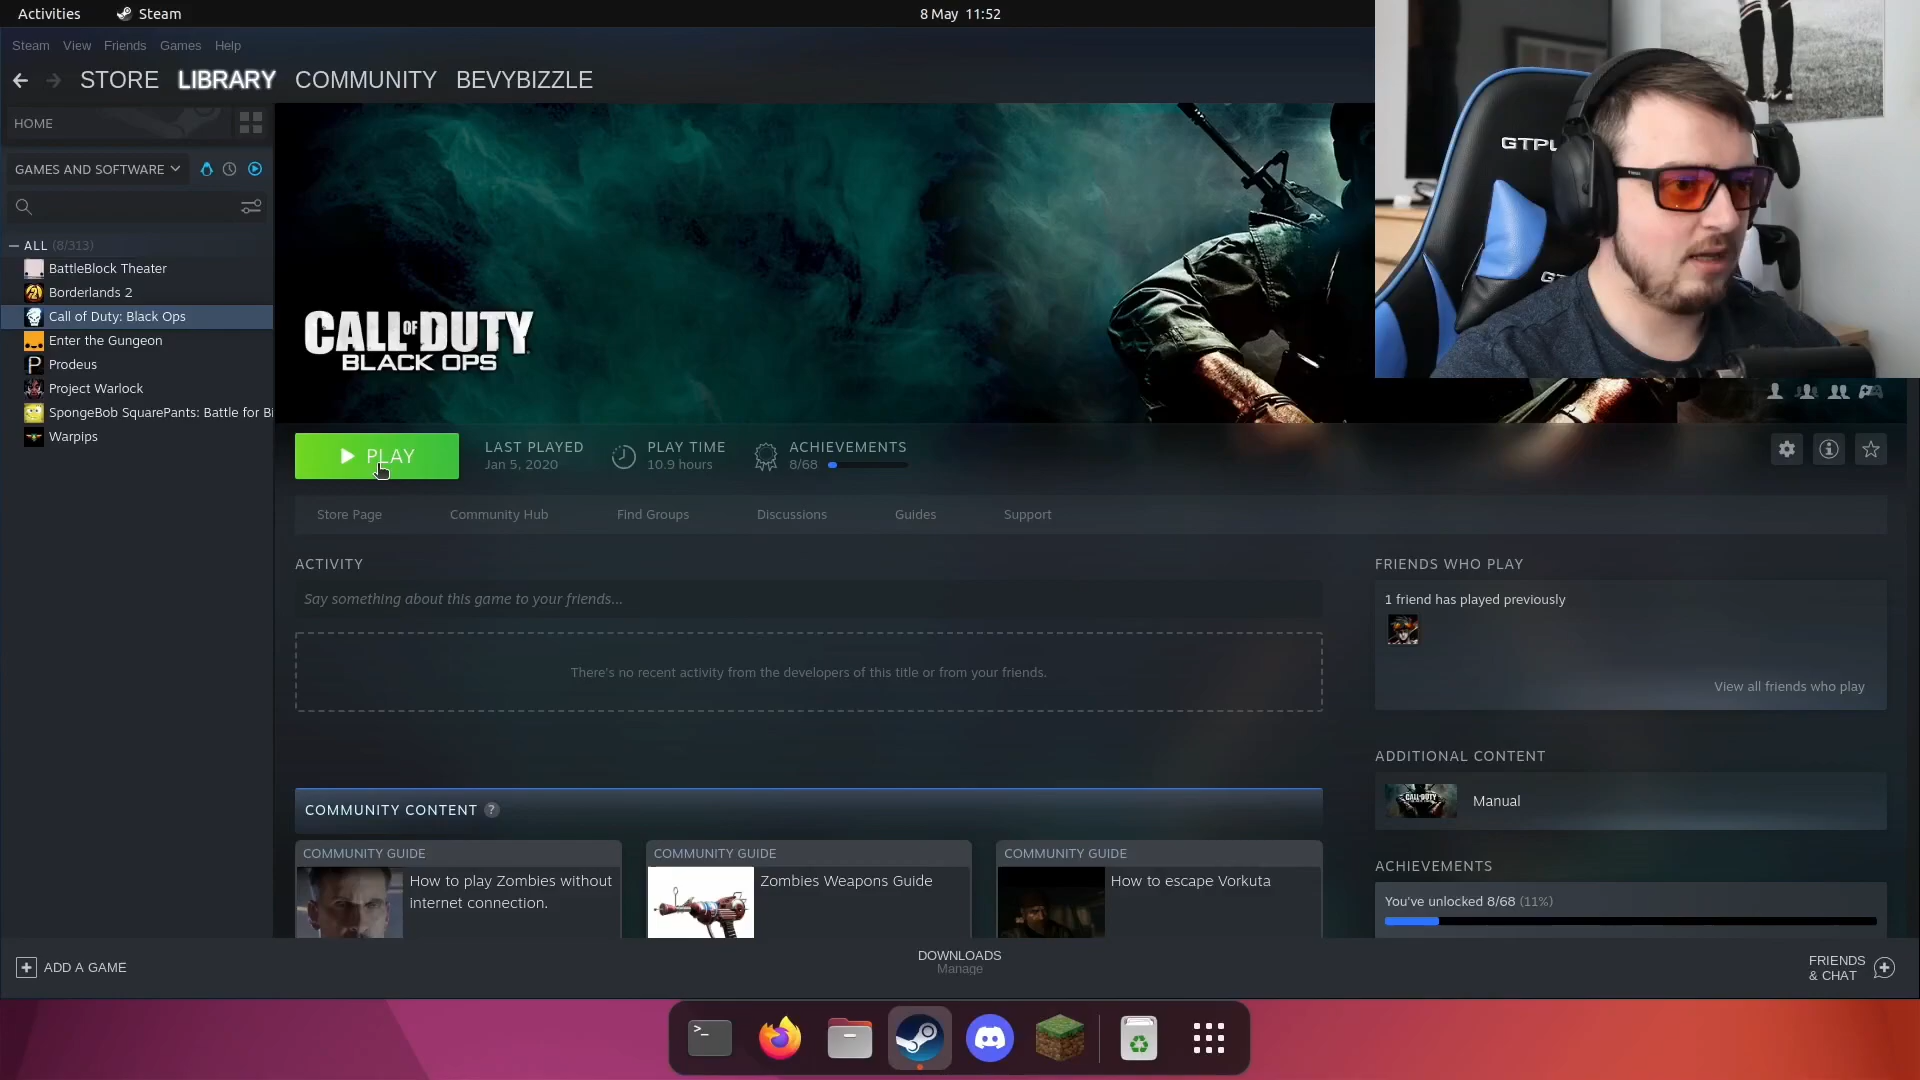 Activities
Steam
8 May 11:52
Steam View Friends Games Help
STORE LIBRARY COMMUNITY BEVYBIZZLE
HOME
GAMES AND SOFTWARE
ALL (8/313)
BattleBlock Theater
Borderlands 2
Call of Duty: Black Ops
Enter the Gungeon
Prodeus
Project Warlock
SpongeBob SquarePants: Battle for Bi
Warpips
CALL OF DUTY
BLACK OPS
PLAY
LAST PLAYED
Jan 5, 2020
PLAY TIME
10.9 hours
ACHIEVEMENTS
8/68
Store Page Community Hub Find Groups Discussions Guides Support
ACTIVITY
Say something about this game to your friends...
There's no recent activity from the developers of this title or from your friends.
FRIENDS WHO PLAY
1 friend has played previously
View all friends who play
ADDITIONAL CONTENT
CALL OF DUTY
Manual
ACHIEVEMENTS
You've unlocked 8/68 (11%)
COMMUNITY CONTENT ?
COMMUNITY GUIDE
How to play Zombies without
internet connection.
COMMUNITY GUIDE
Zombies Weapons Guide
COMMUNITY GUIDE
How to escape Vorkuta
ADD A GAME
DOWNLOADS
Manage
FRIENDS
& CHAT
GTPL
GT